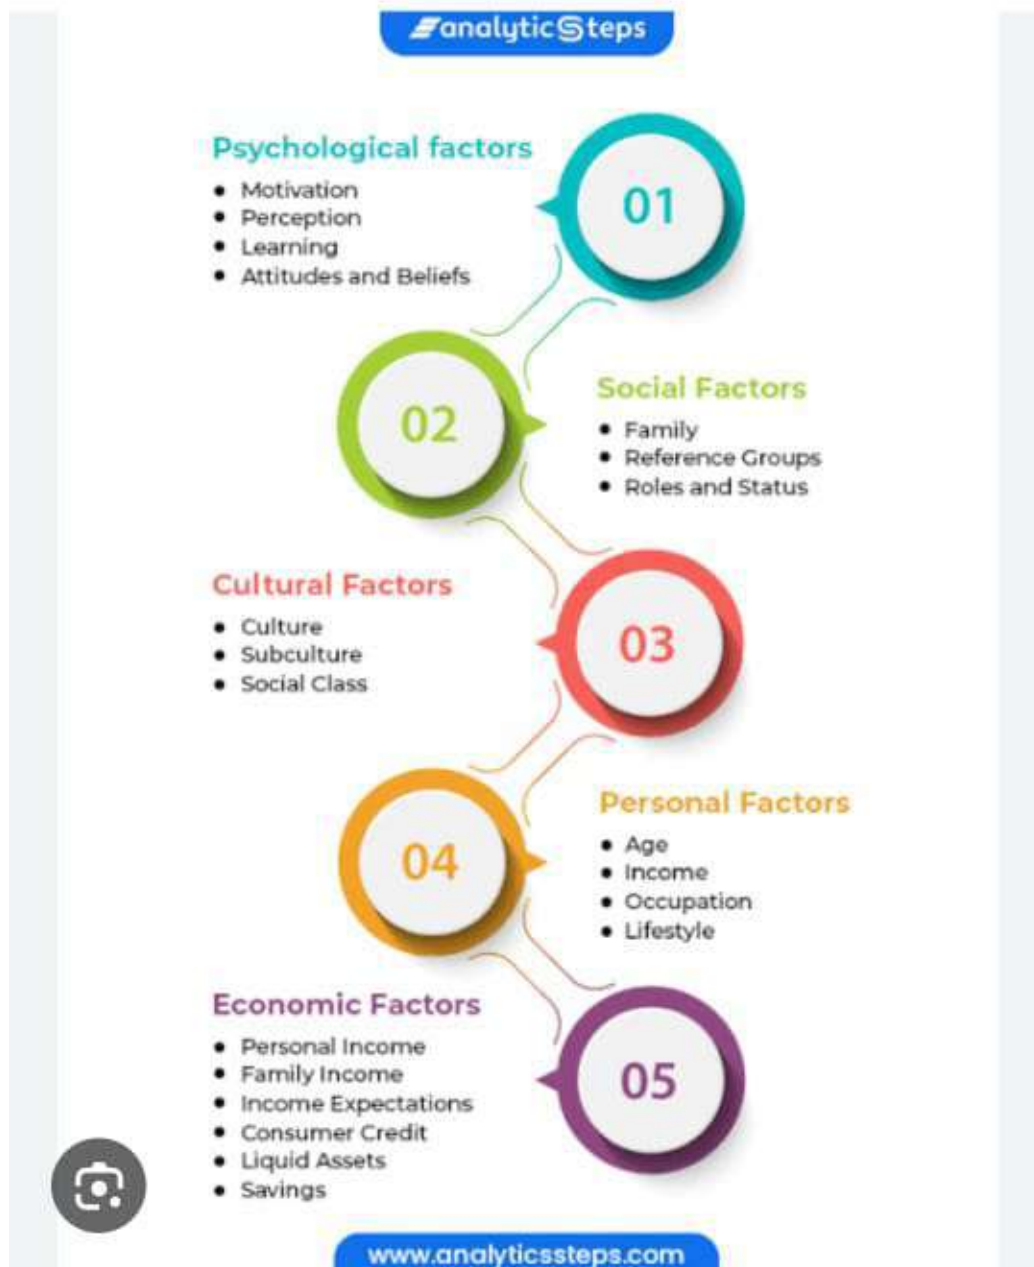 analyticSteps
Psychological factors
• Motivation
• Perception
• Learning
• Attitudes and Beliefs
01
02
Social Factors
• Family
• Reference Groups
• Roles and Status
Cultural Factors
• Culture
• Subculture
• Social Class
03
04
Personal Factors
• Age
• Income
• Occupation
• Lifestyle
Economic Factors
• Personal Income
• Family Income
• Income Expectations
• Consumer Credit
• Liquid Assets
• Savings
05
www.analyticssteps.com